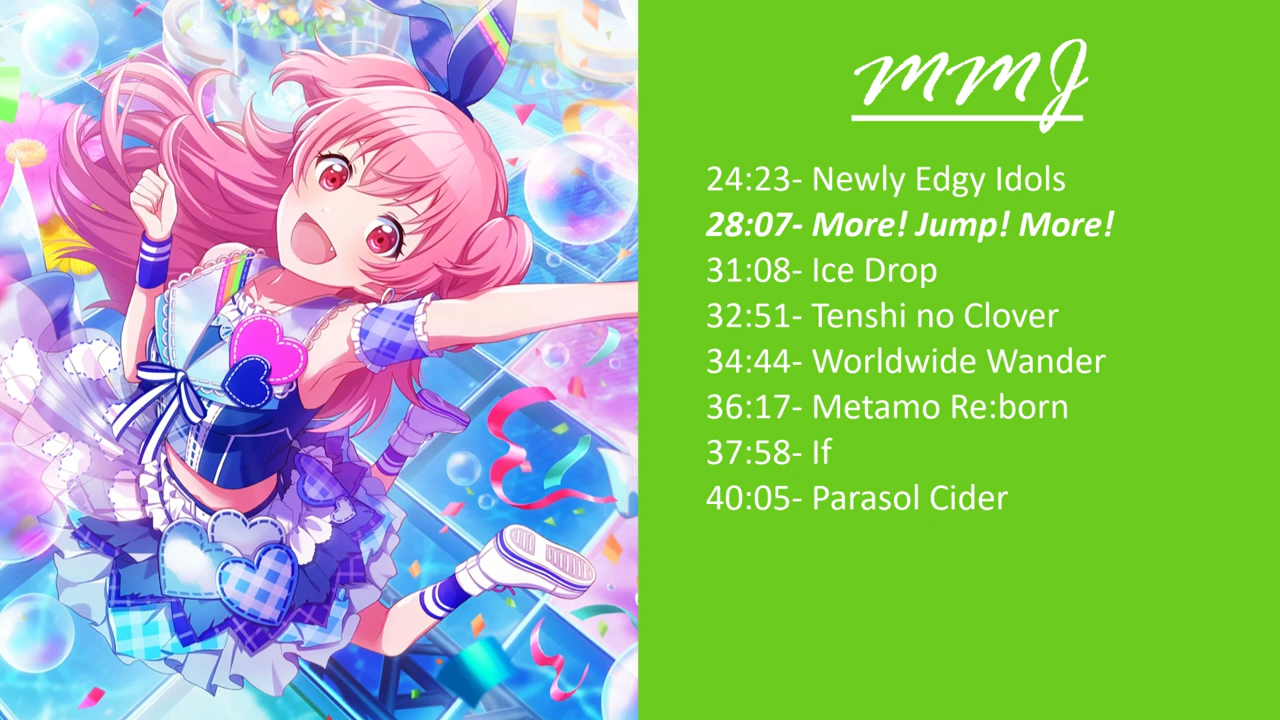 MMJ
24:23- Newly Edgy Idols
28:07- More! Jump! More!
31:08- Ice Drop
32:51- Tenshi no Clover
34:44- Worldwide Wander
36:17- Metamo Re:born
37:58- If
40:05- Parasol Cider